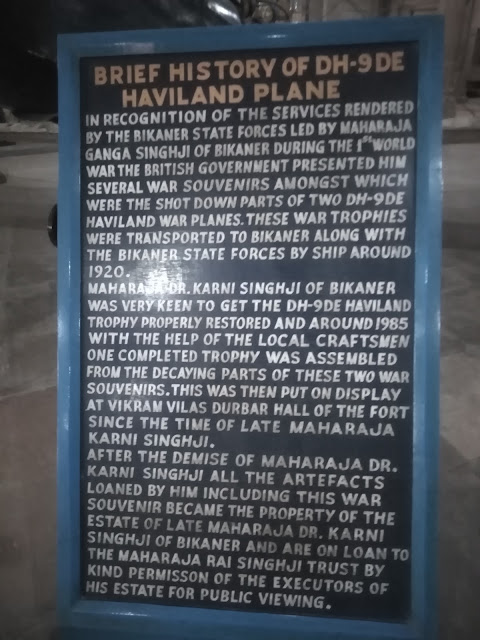 BRIEF HISTORY OF DH-9DE
HAVILAND PLANE
IN RECOGNITION OF THE SERVICES RENDERED
BY THE BIKANER STATE FORCES LED BY MAHARAJA
GANGA SINGHJI OF BIKANER DURING THE 1ST WORLD
WAR THE BRITISH GOVERNMENT PRESENTED HIM
SEVERAL WAR SOUVENIRS AMONGST WHICH
WERE THE SHOT DOWN PARTS OF TWO DH-9DE
HAVILAND WAR PLANES. THESE WAR TROPHIES
WERE TRANSPORTED TO BIKANER ALONG WITH
THE BIKANER STATE FORCES BY SHIP AROUND
1920.
MAHARAJA DR. KARNI SINGHJI OF BIKANER
WAS VERY KEEN TO GET THE DH-9DE HAVILAND
TROPHY PROPERLY RESTORED AND AROUND 1985
WITH THE HELP OF THE LOCAL CRAFTSMEN
ONE COMPLETED TROPHY WAS ASSEMBLED
FROM THE DECAYING PARTS OF THESE TWO WAR
SOUVENIRS. THIS WAS THEN PUT ON DISPLAY
AT VIKRAM VILAS DURBAR HALL OF THE FORT
SINCE THE TIME OF LATE MAHARAJA
KARNI SINGHJI.
AFTER THE DEMISE OF MAHARAJA DR.
KARNI SINGHJI ALL THE ARTEFACTS
LOANED BY HIM INCLUDING THIS WAR
SOUVENIR BECAME THE PROPERTY OF THE
ESTATE OF LATE MAHARAJA DR. KARNI
SINGHJI OF BIKANER AND ARE ON LOAN TO
THE MAHARAJA RAI SINGHJI TRUST BY
KIND PERMISSON OF THE EXECUTORS OF
HIS ESTATE FOR PUBLIC VIEWING.